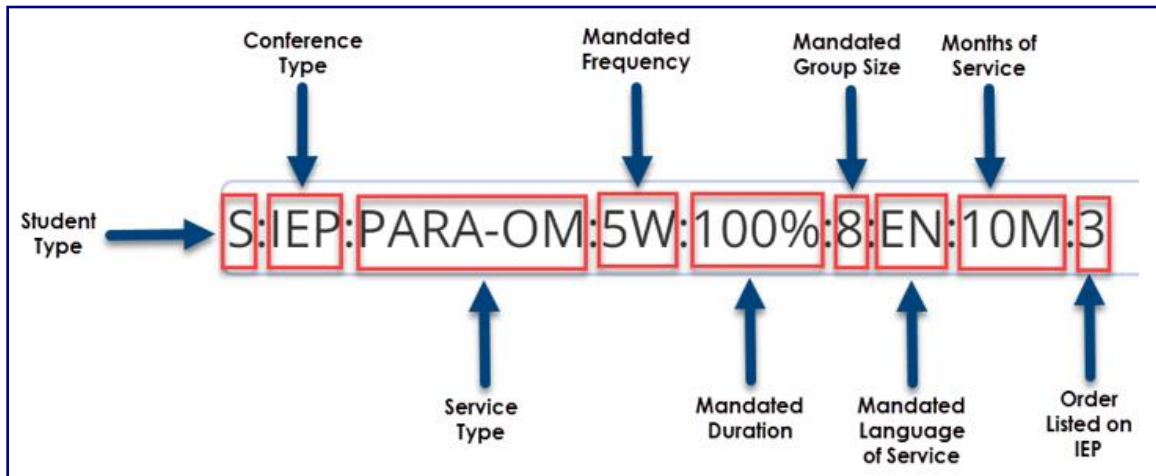 Conference
Type
Mandated
Frequency
Mandated
Group Size
Months of
Service
Student
Type
S:IEP:PARA-OM:5W:100%:8:EN:10M:3
Service
Type
Mandated
Duration
Mandated
Language
of Service
Order
Listed on
IEP